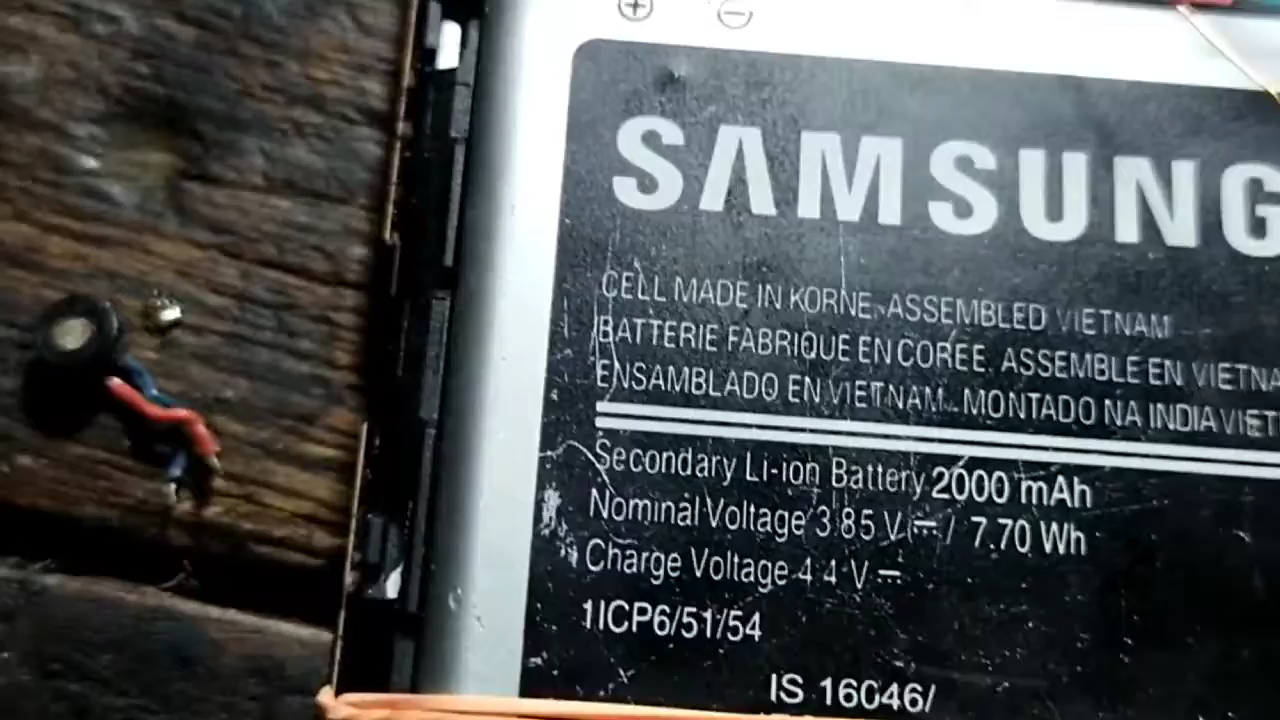 + −
SAMSUNG
CELL MADE IN KORNE, ASSEMBLED VIETNAM
BATTERIE FABRIQUE EN COREE, ASSEMBLE EN VIETNA
ENSAMBLADO EN VIETNAM - MONTADO NA INDIA VIET
Secondary Li-ion Battery 2000 mAh
Nominal Voltage 3.85 V⎓ / 7.70 Wh
Charge Voltage 4.4 V⎓
1ICP6/51/54
IS 16046/